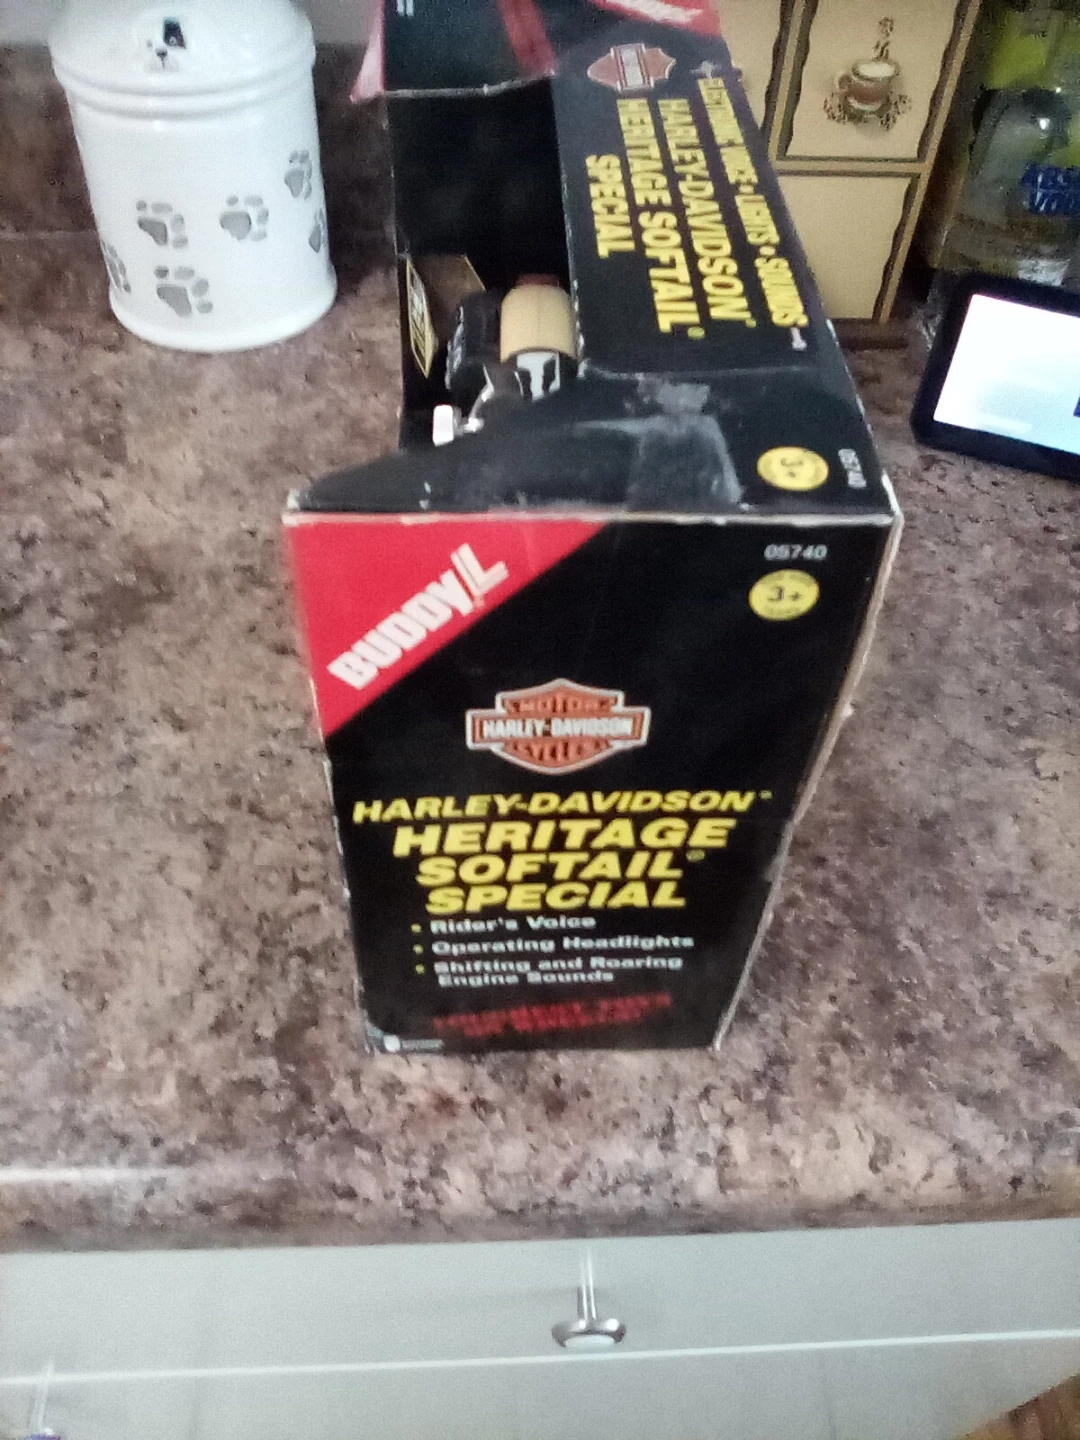 ELECTRONIC VOICE • LIGHTS • SOUNDS
HARLEY-DAVIDSON
HERITAGE SOFTAIL®
SPECIAL
3+
05740
BUDDY/L
05740
3+
MOTOR
HARLEY-DAVIDSON
CYCLES
HARLEY-DAVIDSON®
HERITAGE
SOFTAIL®
SPECIAL
• Rider's Voice
• Operating Headlights
• Shifting and Roaring
Engine Sounds